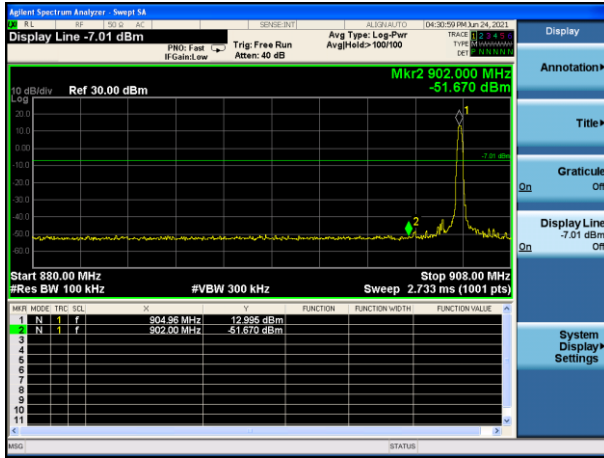 Agilent Spectrum Analyzer - Swept SA
RL RF 50 Ω AC SENSE:INT ALIGNAUTO 04:30:59 PM Jun 24, 2021
Display Line -7.01 dBm
PNO: Fast
IFGain:Low
Trig: Free Run
Atten: 40 dB
Avg Type: Log-Pwr
Avg|Hold:>100/100
TRACE 1 2 3 4 5 6
TYPE M
DET P N N N N N
Display
Mkr2 902.000 MHz
-51.670 dBm
10 dB/div
Log
Ref 30.00 dBm
20.0
10.0
0.00
-10.0
-20.0
-30.0
-40.0
-50.0
-60.0
1
2
-7.01 dBm
Start 880.00 MHz
Stop 908.00 MHz
#Res BW 100 kHz
#VBW 300 kHz
Sweep 2.733 ms (1001 pts)
MKR MODE TRC SCL X Y FUNCTION FUNCTION WIDTH FUNCTION VALUE
1 N 1 f 904.96 MHz 12.995 dBm
2 N 1 f 902.00 MHz -51.670 dBm
3
4
5
6
7
8
9
10
11
MSG STATUS
Annotation
Title
Graticule
On Off
Display Line
-7.01 dBm
On Off
System
Display
Settings